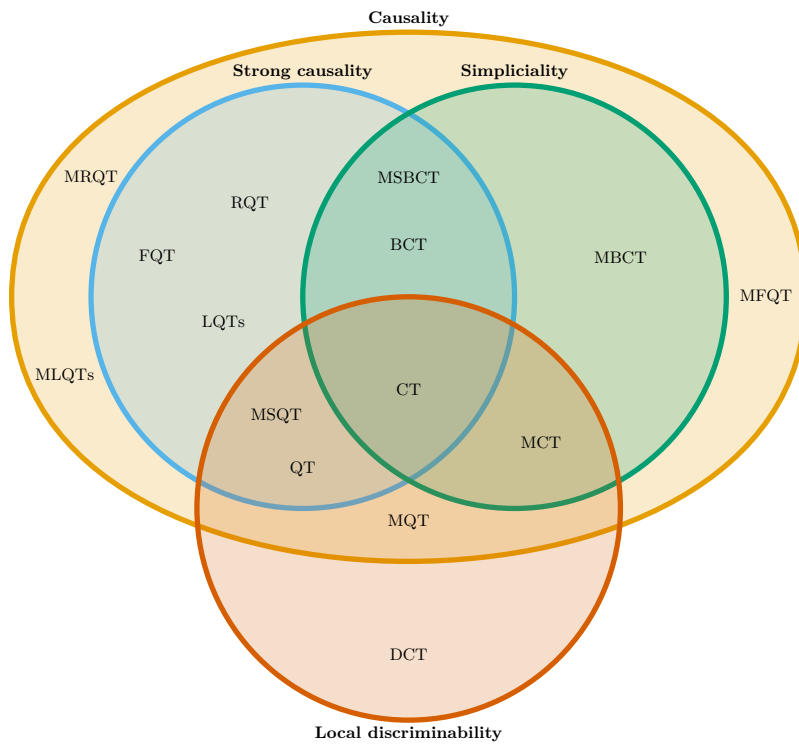 Causality
Strong causality
Simpliciality
MRQT
MSBCT
RQT
BCT
FQT
MBCT
MFQT
LQTs
MLQTs
CT
MSQT
MCT
QT
MQT
DCT
Local discriminability